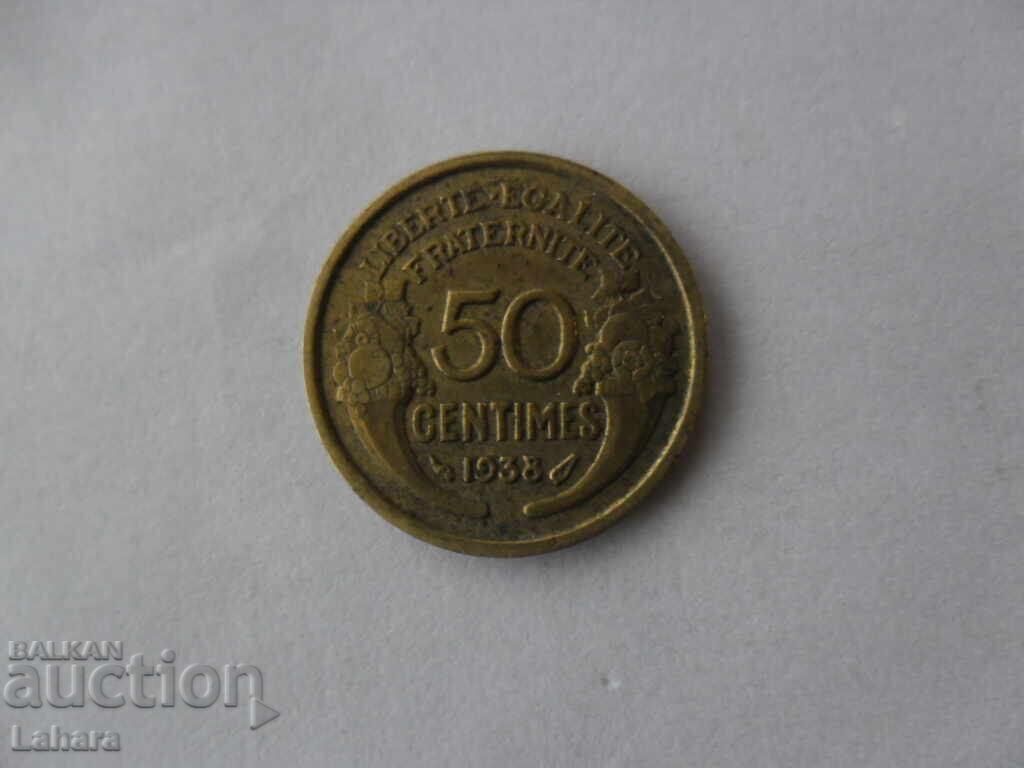 LIBERTE·EGALITE
FRATERNITE
50
CENTIMES
1938
BALKAN
auction
Lahara